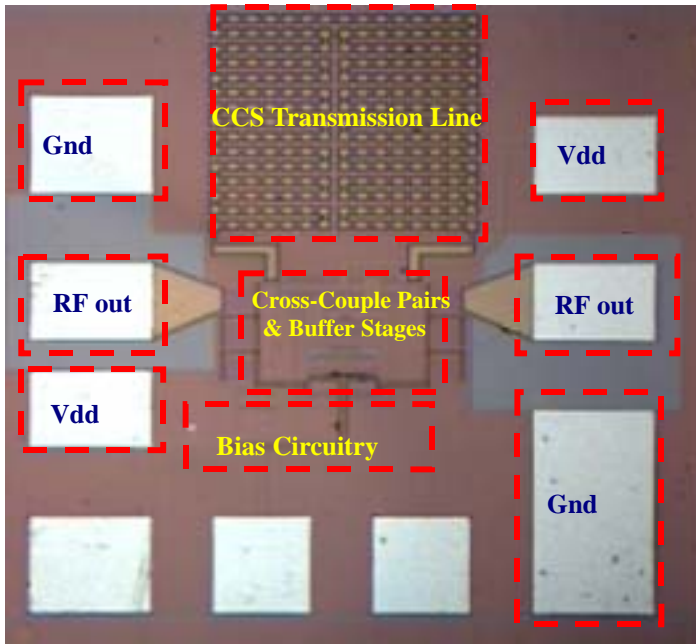 CCS Transmission Line
Gnd
Vdd
RF out
Cross-Couple Pairs
& Buffer Stages
RF out
Vdd
Bias Circuitry
Gnd